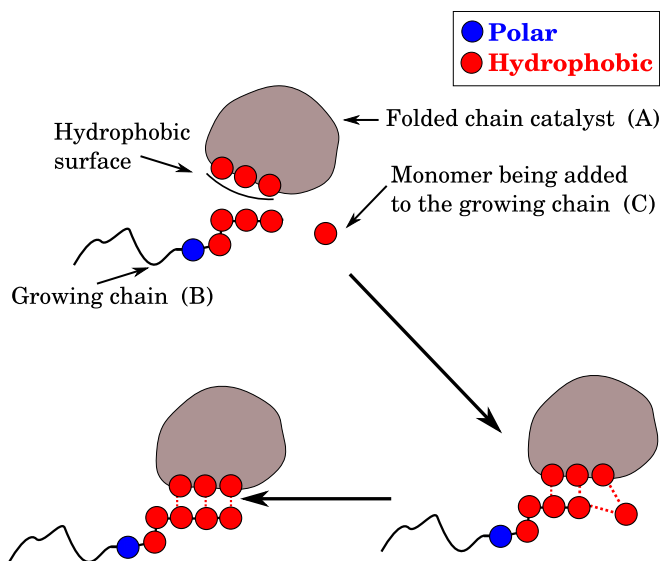 Polar
Hydrophobic
Folded chain catalyst (A)
Hydrophobic
surface
Monomer being added
to the growing chain (C)
Growing chain (B)